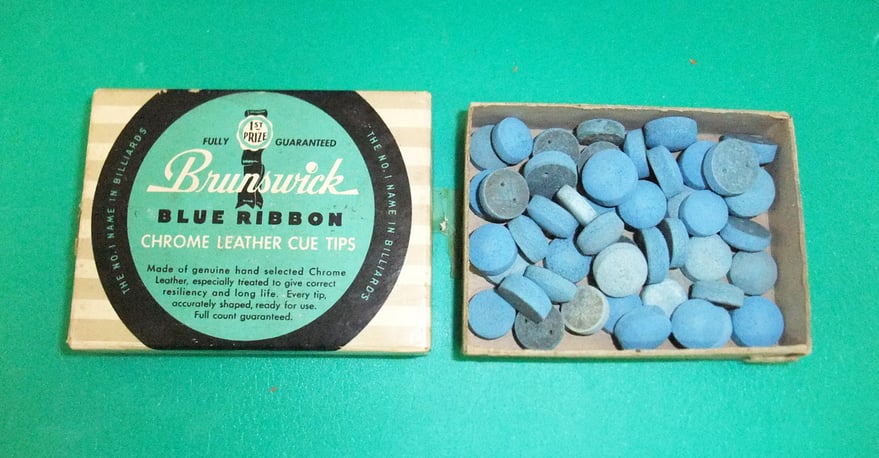 1ST
PRIZE
FULLY GUARANTEED
Brunswick
BLUE RIBBON
CHROME LEATHER CUE TIPS
Made of genuine hand selected Chrome
Leather, especially treated to give correct
resiliency and long life. Every tip,
accurately shaped, ready for use.
Full count guaranteed.
THE NO. 1 NAME IN BILLIARDS
THE NO. 1 NAME IN BILLIARDS